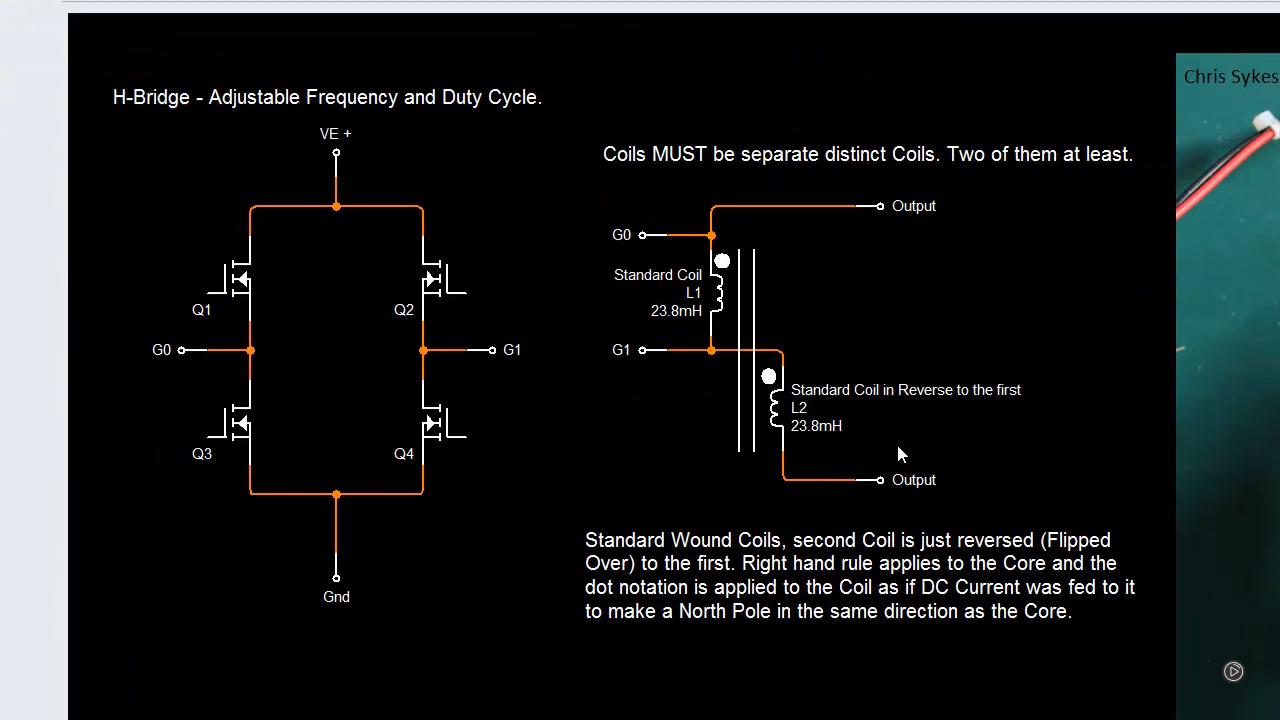 H-Bridge - Adjustable Frequency and Duty Cycle.
VE +
Q1
Q2
G0
G1
Q3
Q4
Gnd
Coils MUST be separate distinct Coils. Two of them at least.
Output
G0
Standard Coil
L1
23.8mH
G1
Standard Coil in Reverse to the first
L2
23.8mH
Output
Standard Wound Coils, second Coil is just reversed (Flipped
Over) to the first. Right hand rule applies to the Core and the
dot notation is applied to the Coil as if DC Current was fed to it
to make a North Pole in the same direction as the Core.
Chris Sykes